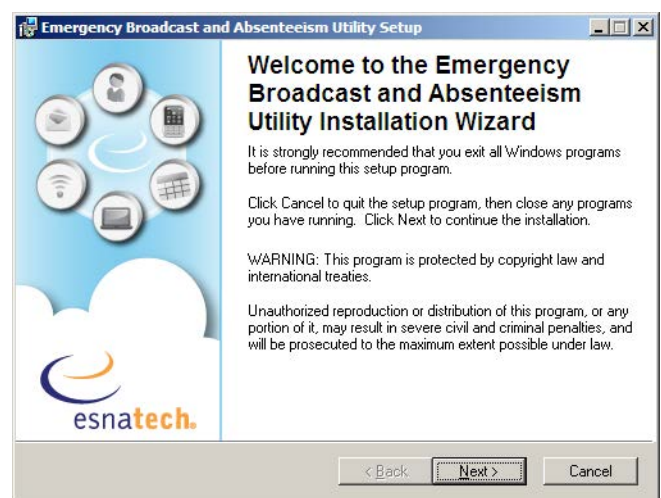 Emergency Broadcast and Absenteeism Utility Setup
Welcome to the Emergency
Broadcast and Absenteeism
Utility Installation Wizard
It is strongly recommended that you exit all Windows programs
before running this setup program.
Click Cancel to quit the setup program, then close any programs
you have running. Click Next to continue the installation.
WARNING: This program is protected by copyright law and
international treaties.
Unauthorized reproduction or distribution of this program, or any
portion of it, may result in severe civil and criminal penalties, and
will be prosecuted to the maximum extent possible under law.
esnatech.
< Back
Next >
Cancel